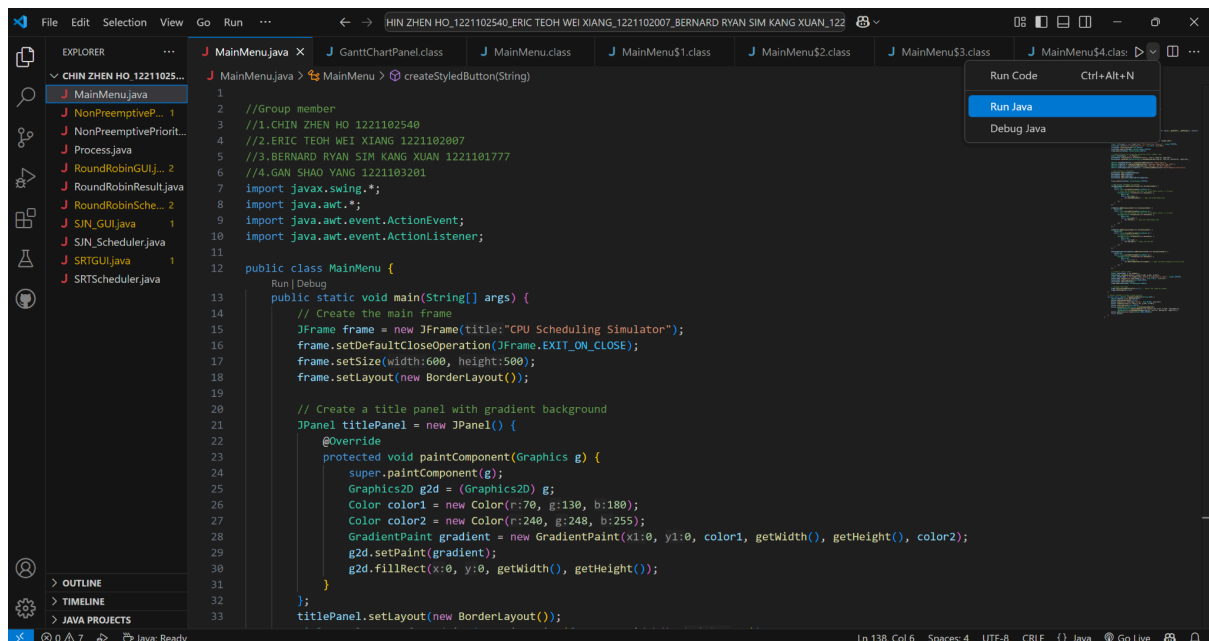 File Edit Selection View Go Run ···
HIN ZHEN HO_1221102540_ERIC TEOH WEI XIANG_1221102007_BERNARD RYAN SIM KANG XUAN_122
EXPLORER ···
J MainMenu.java × J GanttChartPanel.class J MainMenu.class J MainMenu$1.class J MainMenu$2.class J MainMenu$3.class J MainMenu$4.clas
CHIN ZHEN HO_12211025...
J MainMenu.java
J NonPreemptiveP... 1
J NonPreemptivePriorit...
J Process.java
J RoundRobinGUI.j... 2
J RoundRobinResult.java
J RoundRobinSche... 2
J SJN_GUI.java 1
J SJN_Scheduler.java
J SRTGUI.java 1
J SRTScheduler.java
> OUTLINE
> TIMELINE
> JAVA PROJECTS
J MainMenu.java > MainMenu > createStyledButton(String)
Run Code Ctrl+Alt+N
Run Java
Debug Java
1
2 //Group member
3 //1.CHIN ZHEN HO 1221102540
4 //2.ERIC TEOH WEI XIANG 1221102007
5 //3.BERNARD RYAN SIM KANG XUAN 1221101777
6 //4.GAN SHAO YANG 1221103201
7 import javax.swing.*;
8 import java.awt.*;
9 import java.awt.event.ActionEvent;
10 import java.awt.event.ActionListener;
11
12 public class MainMenu {
Run | Debug
13 public static void main(String[] args) {
14 // Create the main frame
15 JFrame frame = new JFrame(title:"CPU Scheduling Simulator");
16 frame.setDefaultCloseOperation(JFrame.EXIT_ON_CLOSE);
17 frame.setSize(width:600, height:500);
18 frame.setLayout(new BorderLayout());
19
20 // Create a title panel with gradient background
21 JPanel titlePanel = new JPanel() {
22 @Override
23 protected void paintComponent(Graphics g) {
24 super.paintComponent(g);
25 Graphics2D g2d = (Graphics2D) g;
26 Color color1 = new Color(r:70, g:130, b:180);
27 Color color2 = new Color(r:240, g:248, b:255);
28 GradientPaint gradient = new GradientPaint(x1:0, y1:0, color1, getWidth(), getHeight(), color2);
29 g2d.setPaint(gradient);
30 g2d.fillRect(x:0, y:0, getWidth(), getHeight());
31 }
32 };
33 titlePanel.setLayout(new BorderLayout());
0 7 Java: Ready Ln 138, Col 6 Spaces: 4 UTF-8 CRLF {} Java Go Live